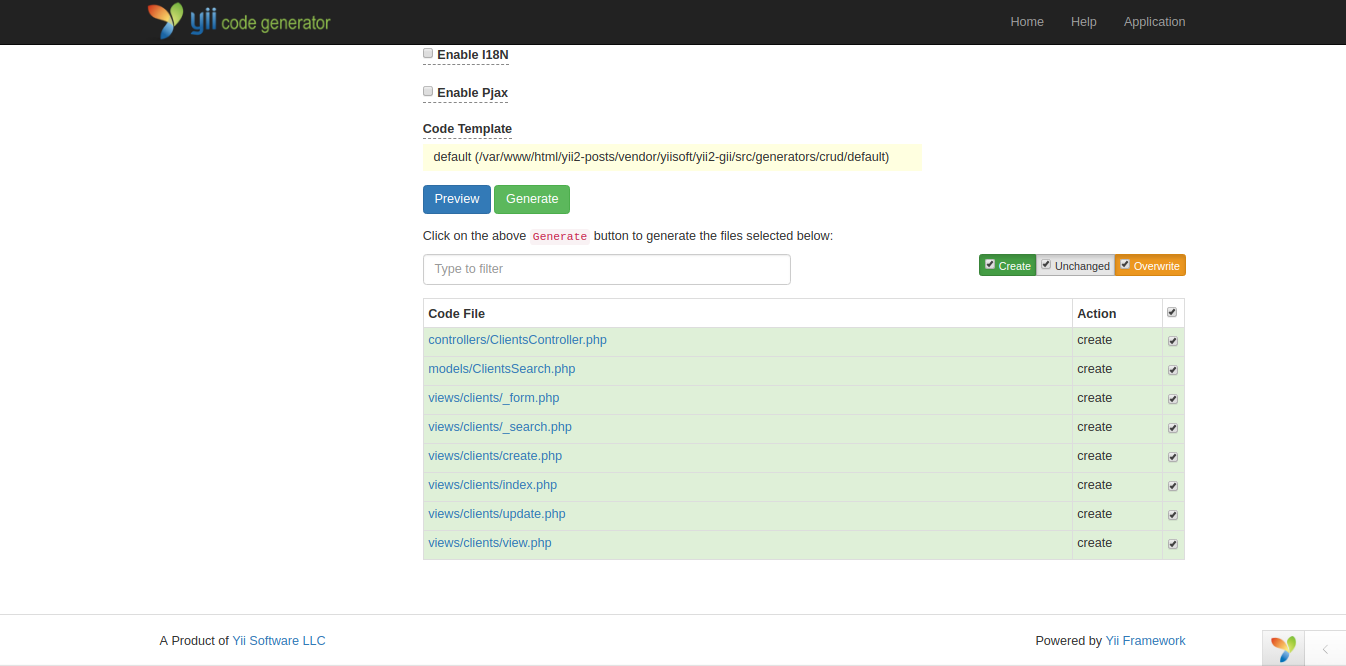 yii code generator Home Help Application
Enable I18N
Enable Pjax
Code Template
default (/var/www/html/yii2-posts/vendor/yiisoft/yii2-gii/src/generators/crud/default)
Preview Generate
Click on the above Generate button to generate the files selected below:
Type to filter Create Unchanged Overwrite
Code File Action
controllers/ClientsController.php create
models/ClientsSearch.php create
views/clients/_form.php create
views/clients/_search.php create
views/clients/create.php create
views/clients/index.php create
views/clients/update.php create
views/clients/view.php create
A Product of Yii Software LLC Powered by Yii Framework